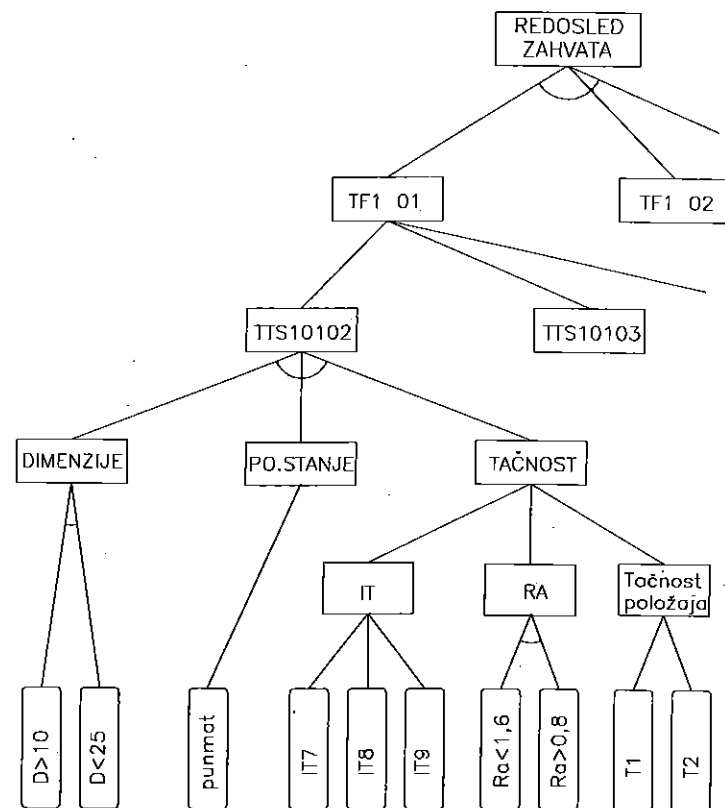 REDOSLED
ZAHVATA
TF1 01
TF1 02
TTS10102
TTS10103
DIMENZIJE
PO.STANJE
TAČNOST
IT
RA
Tačnost
položaja
D>10
D<25
punmat
IT7
IT8
IT9
Ra<1,6
Ra>0,8
T1
T2